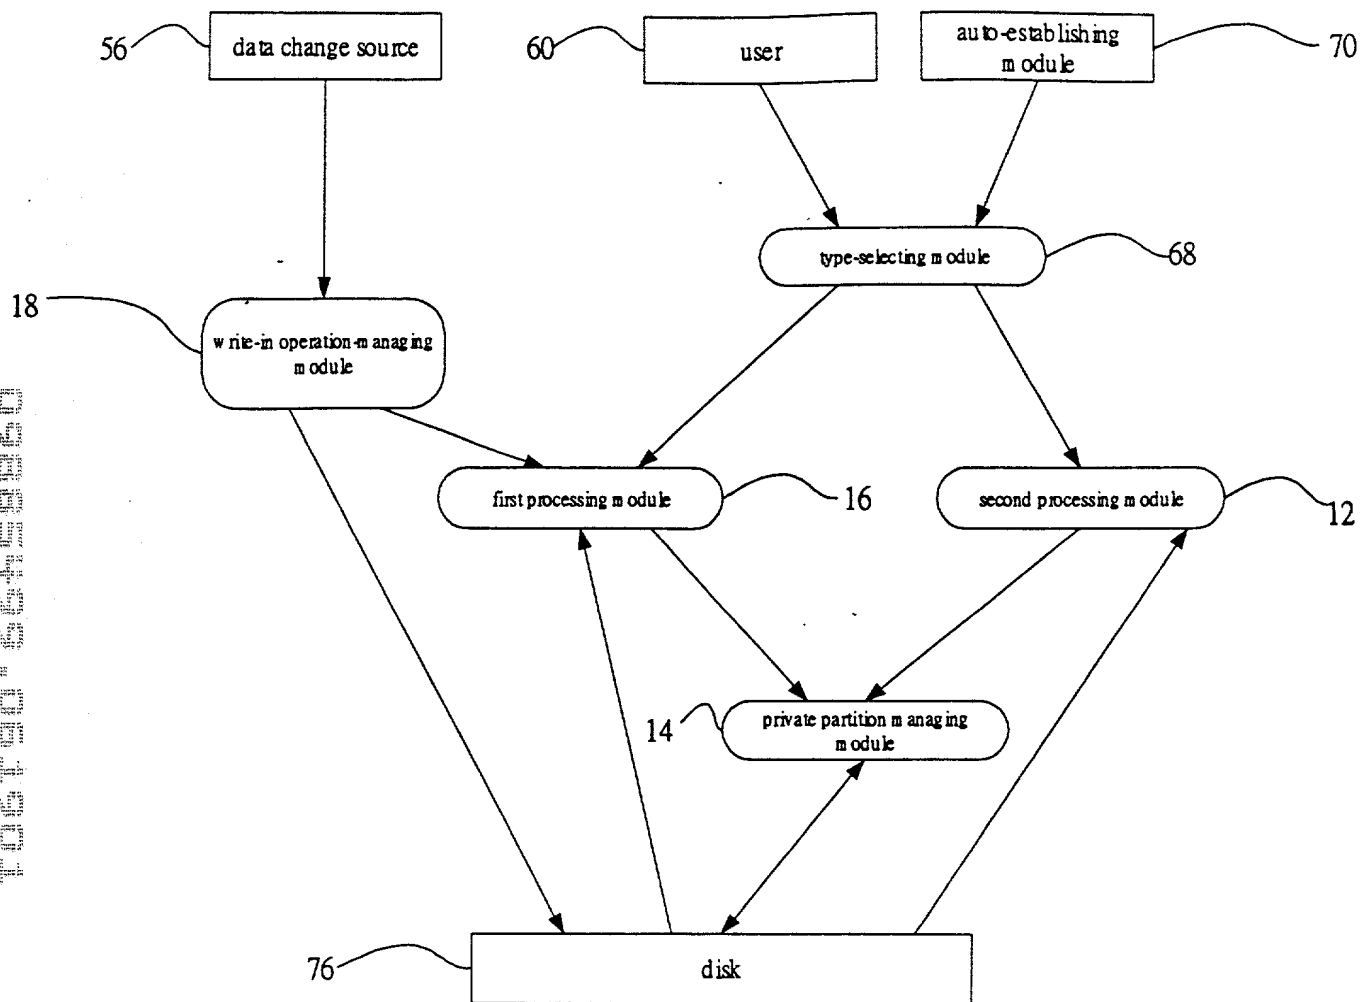 56
data change source
60
user
auto-establishing
module
70
type-selecting module
68
18
write-in operation-managing
module
first processing module
16
second processing module
12
14
private partition managing
module
76
disk